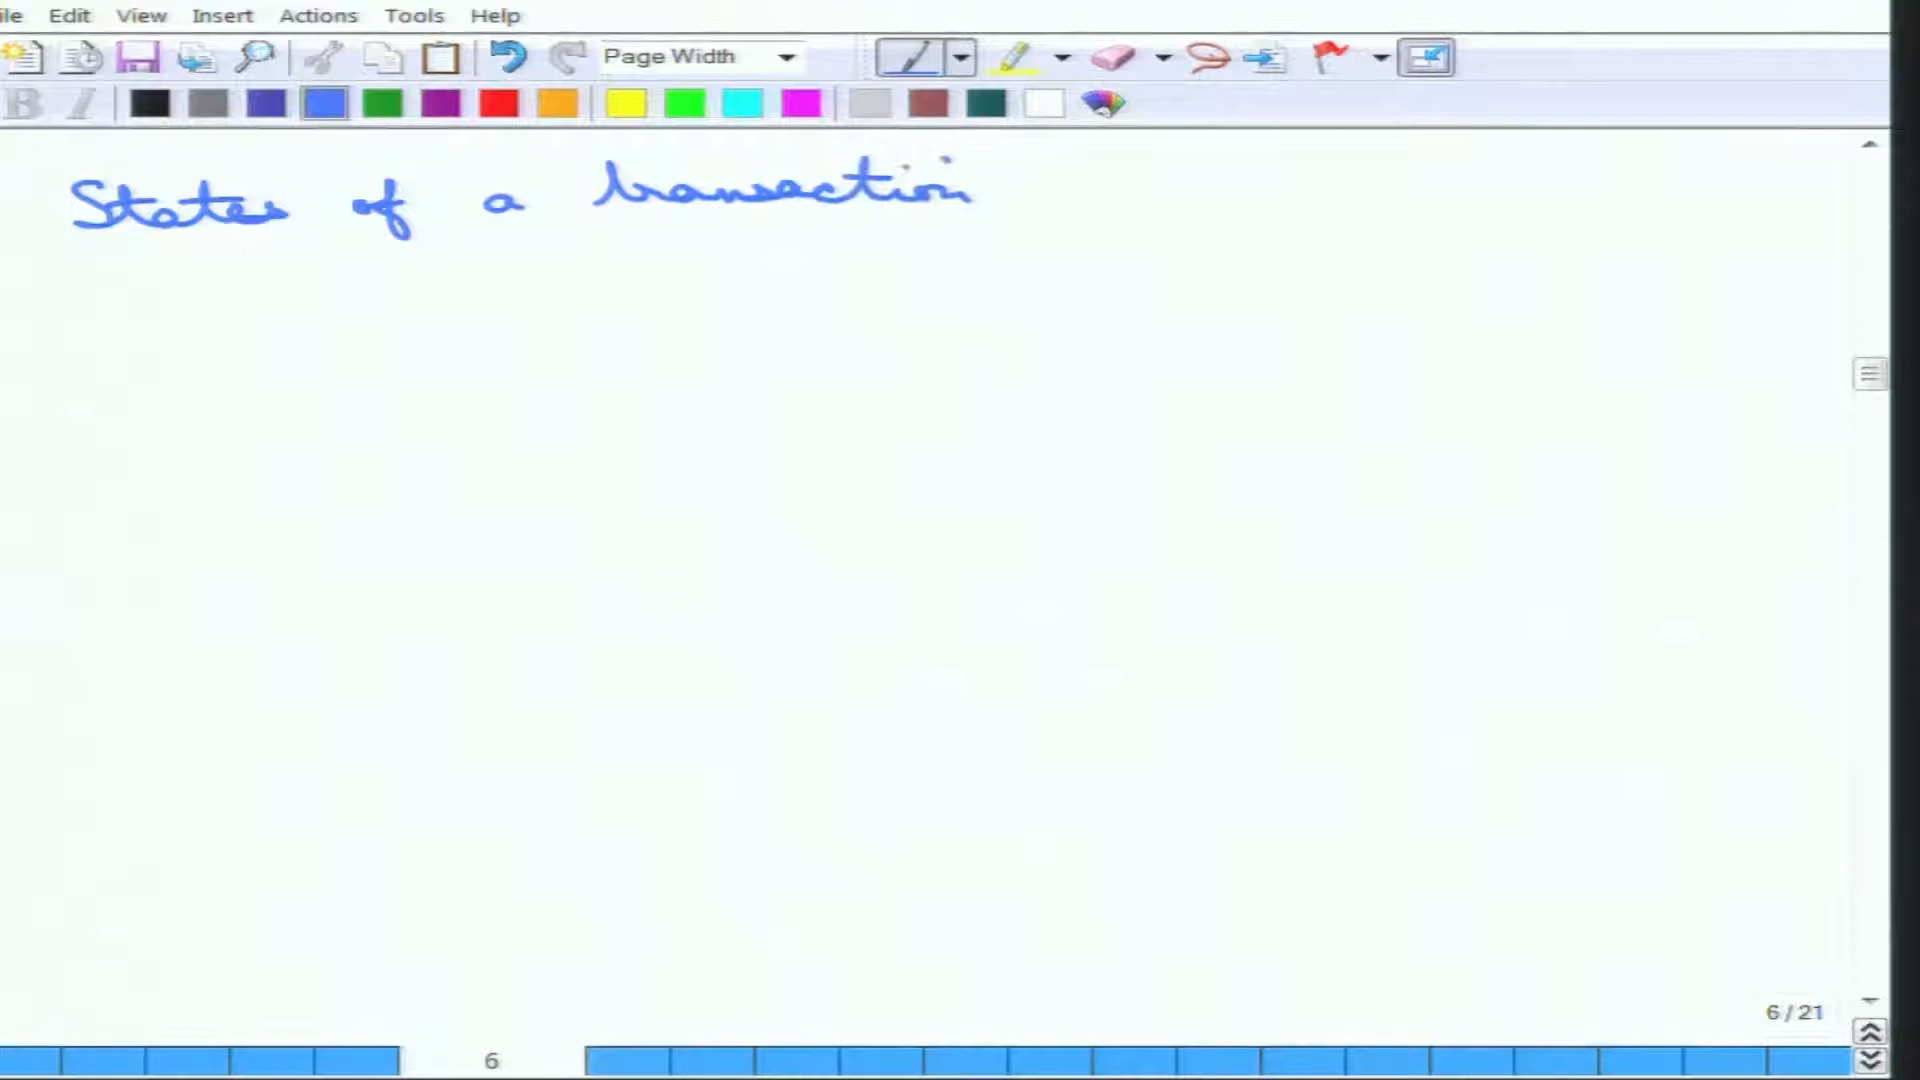 ile Edit View Insert Actions Tools Help
Page Width
B I
States of a transaction
6/21
6